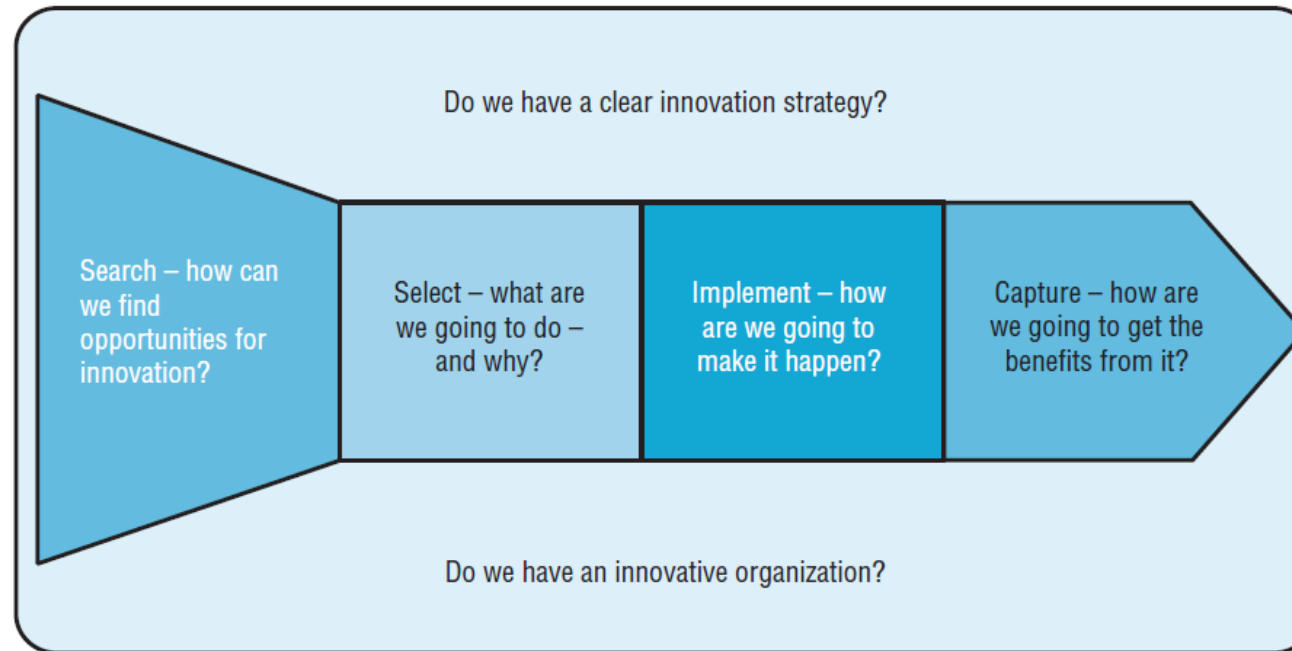 Do we have a clear innovation strategy?
Search – how can
we find
opportunities for
innovation?
Select – what are
we going to do –
and why?
Implement – how
are we going to
make it happen?
Capture – how are
we going to get the
benefits from it?
Do we have an innovative organization?